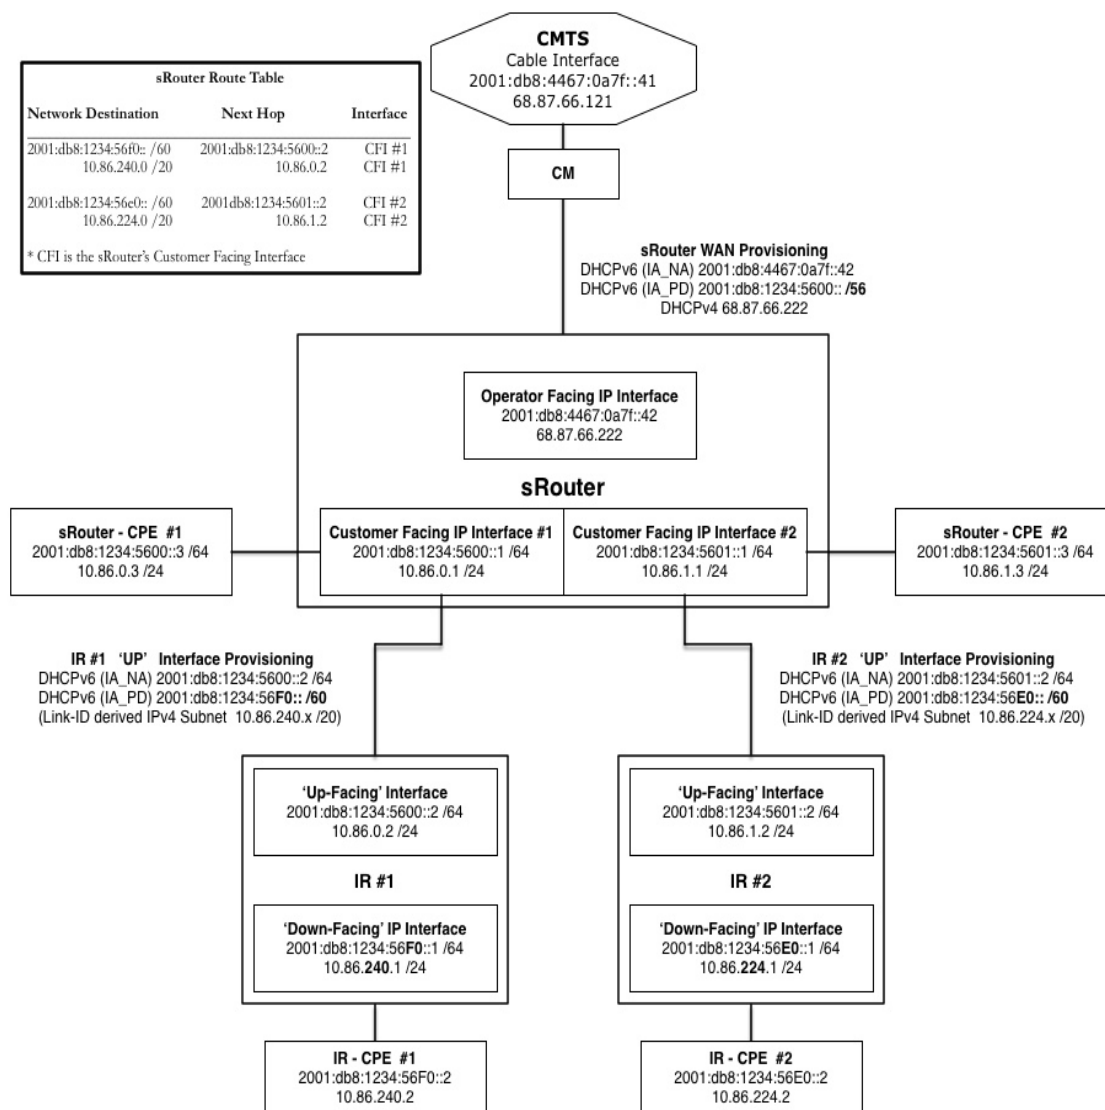 CMTS
Cable Interface
2001:db8:4467:0a7f::41
68.87.66.121
sRouter Route Table
Network Destination Next Hop Interface
2001:db8:1234:56f0:: /60 2001:db8:1234:5600::2 CFI #1
10.86.240.0 /20 10.86.0.2 CFI #1
2001:db8:1234:56e0:: /60 2001db8:1234:5601::2 CFI #2
10.86.224.0 /20 10.86.1.2 CFI #2
* CFI is the sRouter's Customer Facing Interface
CM
sRouter WAN Provisioning
DHCPv6 (IA_NA) 2001:db8:4467:0a7f::42
DHCPv6 (IA_PD) 2001:db8:1234:5600:: /56
DHCPv4 68.87.66.222
Operator Facing IP Interface
2001:db8:4467:0a7f::42
68.87.66.222
sRouter
sRouter - CPE #1
2001:db8:1234:5600::3 /64
10.86.0.3 /24
Customer Facing IP Interface #1
2001:db8:1234:5600::1 /64
10.86.0.1 /24
Customer Facing IP Interface #2
2001:db8:1234:5601::1 /64
10.86.1.1 /24
sRouter - CPE #2
2001:db8:1234:5601::3 /64
10.86.1.3 /24
IR #1 ‘UP’ Interface Provisioning
DHCPv6 (IA_NA) 2001:db8:1234:5600::2 /64
DHCPv6 (IA_PD) 2001:db8:1234:56F0:: /60
(Link-ID derived IPv4 Subnet 10.86.240.x /20)
IR #2 ‘UP’ Interface Provisioning
DHCPv6 (IA_NA) 2001:db8:1234:5601::2 /64
DHCPv6 (IA_PD) 2001:db8:1234:56E0:: /60
(Link-ID derived IPv4 Subnet 10.86.224.x /20)
‘Up-Facing’ Interface
2001:db8:1234:5600::2 /64
10.86.0.2 /24
IR #1
‘Down-Facing’ IP Interface
2001:db8:1234:56F0::1 /64
10.86.240.1 /24
‘Up-Facing’ Interface
2001:db8:1234:5601::2 /64
10.86.1.2 /24
IR #2
‘Down-Facing’ IP Interface
2001:db8:1234:56E0::1 /64
10.86.224.1 /24
IR - CPE #1
2001:db8:1234:56F0::2
10.86.240.2
IR - CPE #2
2001:db8:1234:56E0::2
10.86.224.2